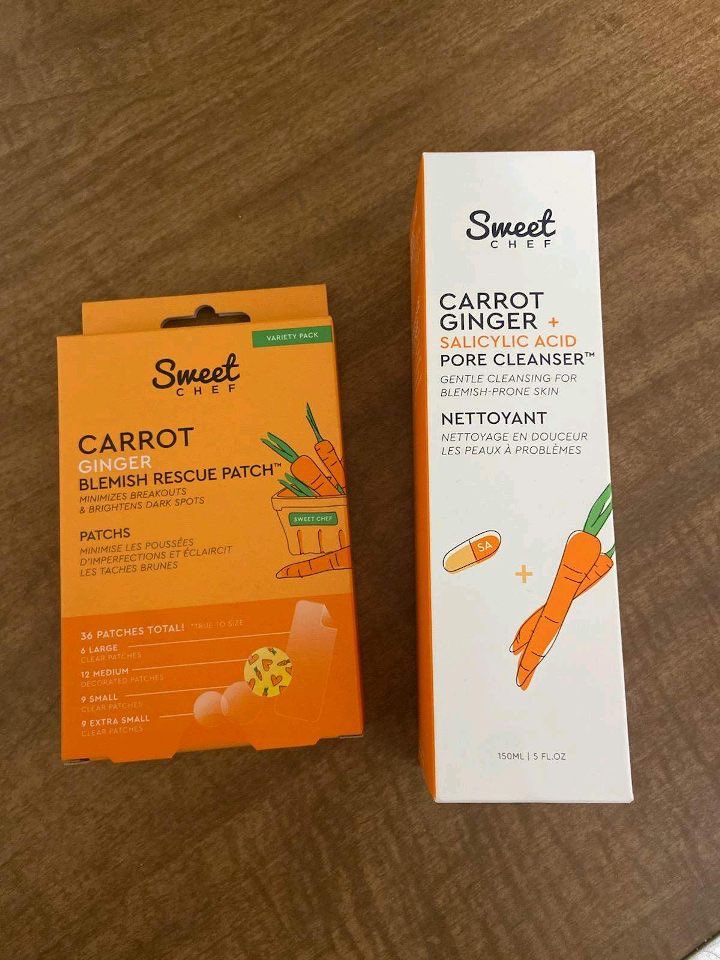 VARIETY PACK
Sweet
CHEF
CARROT
GINGER
BLEMISH RESCUE PATCH™
MINIMIZES BREAKOUTS
& BRIGHTENS DARK SPOTS
PATCHS
MINIMISE LES POUSSÉES
D'IMPERFECTIONS ET ÉCLAIRCIT
LES TACHES BRUNES
SWEET CHEF
36 PATCHES TOTAL! **TRUE TO SIZE
6 LARGE
CLEAR PATCHES
12 MEDIUM
DECORATED PATCHES
9 SMALL
CLEAR PATCHES
9 EXTRA SMALL
CLEAR PATCHES
Sweet
CHEF
CARROT
GINGER +
SALICYLIC ACID
PORE CLEANSER™
GENTLE CLEANSING FOR
BLEMISH-PRONE SKIN
NETTOYANT
NETTOYAGE EN DOUCEUR
LES PEAUX À PROBLÈMES
SA
+
150ML | 5 FL.OZ